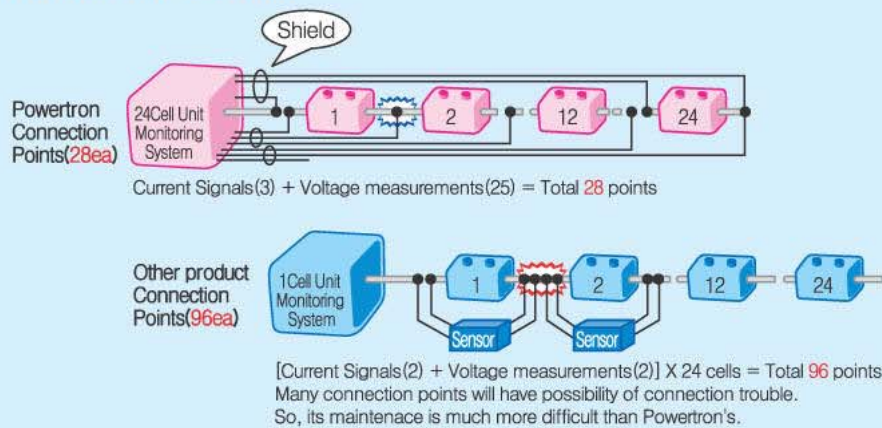 Shield
Powertron
Connection
Points(28ea)
24Cell Unit
Monitoring
System
1
2
12
24
Current Signals(3) + Voltage measurements(25) = Total 28 points
Other product
Connection
Points(96ea)
1Cell Unit
Monitoring
System
1
2
12
24
Sensor
Sensor
[Current Signals(2) + Voltage measurements(2)] X 24 cells = Total 96 points
Many connection points will have possibility of connection trouble.
So, its maintenace is much more difficult than Powertron's.